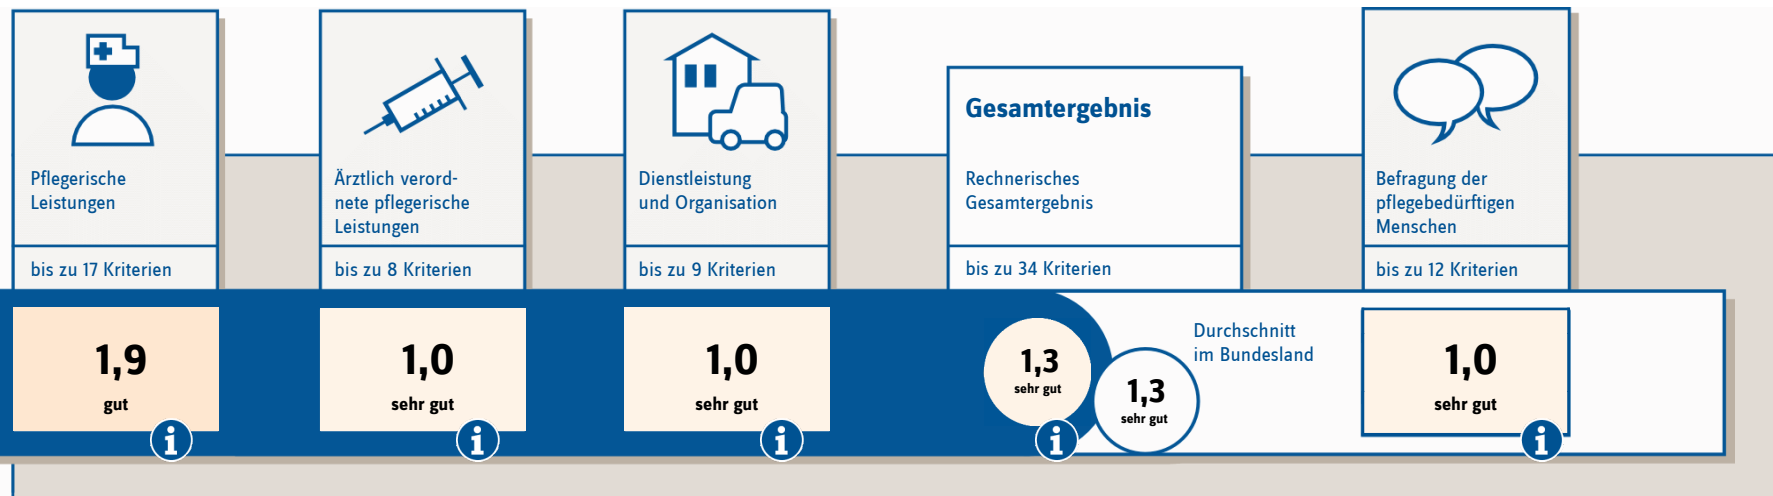 Pflegerische
Leistungen
bis zu 17 Kriterien
1,9
gut
i
Ärztlich verord-
nete pflegerische
Leistungen
bis zu 8 Kriterien
1,0
sehr gut
i
Dienstleistung
und Organisation
bis zu 9 Kriterien
1,0
sehr gut
i
Gesamtergebnis
Rechnerisches
Gesamtergebnis
bis zu 34 Kriterien
1,3
sehr gut
i
Durchschnitt
im Bundesland
1,3
sehr gut
Befragung der
pflegebedürftigen
Menschen
bis zu 12 Kriterien
1,0
sehr gut
i